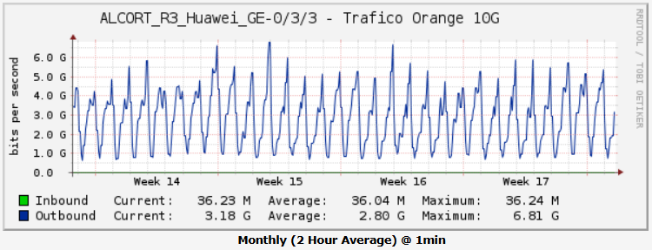 ALCORT_R3_Huawei_GE-0/3/3 - Trafico Orange 10G
RRDTOOL / TOBI OETIKER
bits per second
6.0 G
5.0 G
4.0 G
3.0 G
2.0 G
1.0 G
0.0
Week 14 Week 15 Week 16 Week 17
Inbound Current: 36.23 M Average: 36.04 M Maximum: 36.24 M
Outbound Current: 3.18 G Average: 2.80 G Maximum: 6.81 G
Monthly (2 Hour Average) @ 1min